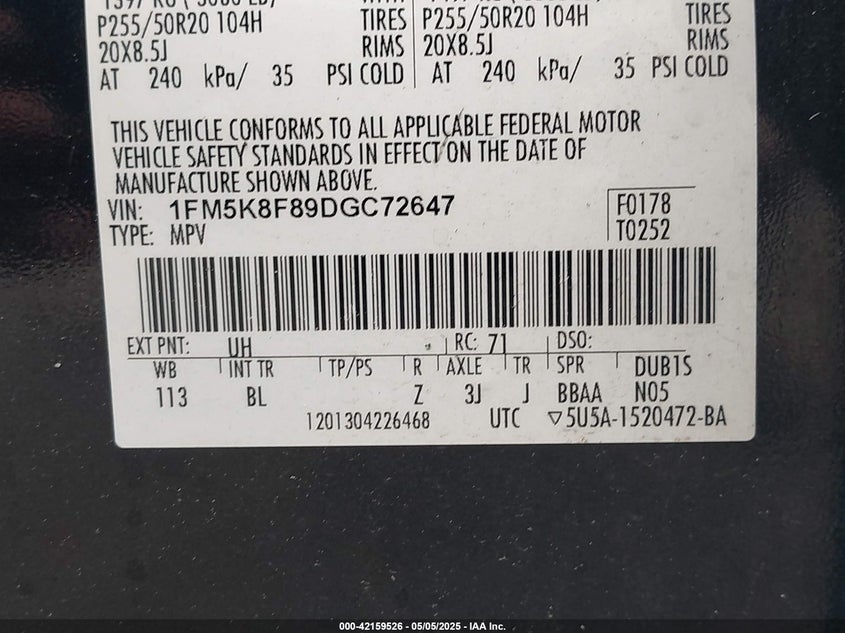 P255/50R20 104H TIRES P255/50R20 104H TIRES
20X8.5J RIMS 20X8.5J RIMS
AT 240 kPa/ 35 PSI COLD AT 240 kPa/ 35 PSI COLD
THIS VEHICLE CONFORMS TO ALL APPLICABLE FEDERAL MOTOR
VEHICLE SAFETY STANDARDS IN EFFECT ON THE DATE OF
MANUFACTURE SHOWN ABOVE.
VIN: 1FM5K8F89DGC72647 F0178
TYPE: MPV T0252
EXT PNT: UH RC: 71 DSO:
WB INT TR TP/PS R AXLE TR SPR DUB1S
113 BL Z 3J J BBAA N05
1201304226468 UTC ▽5U5A-1520472-BA
000-42159526 - 05/05/2025 - IAA Inc.